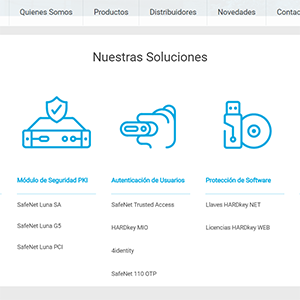 Quienes Somos Productos Distribuidores Novedades
Nuestras Soluciones
Módulo de Seguridad PKI
SafeNet Luna SA
SafeNet Luna G5
SafeNet Luna PCI
Autenticación de Usuarios
SafeNet Trusted Access
HARDkey MIO
4identity
SafeNet 110 OTP
Protección de Software
Llaves HARDkey NET
Licencias HARDkey WEB